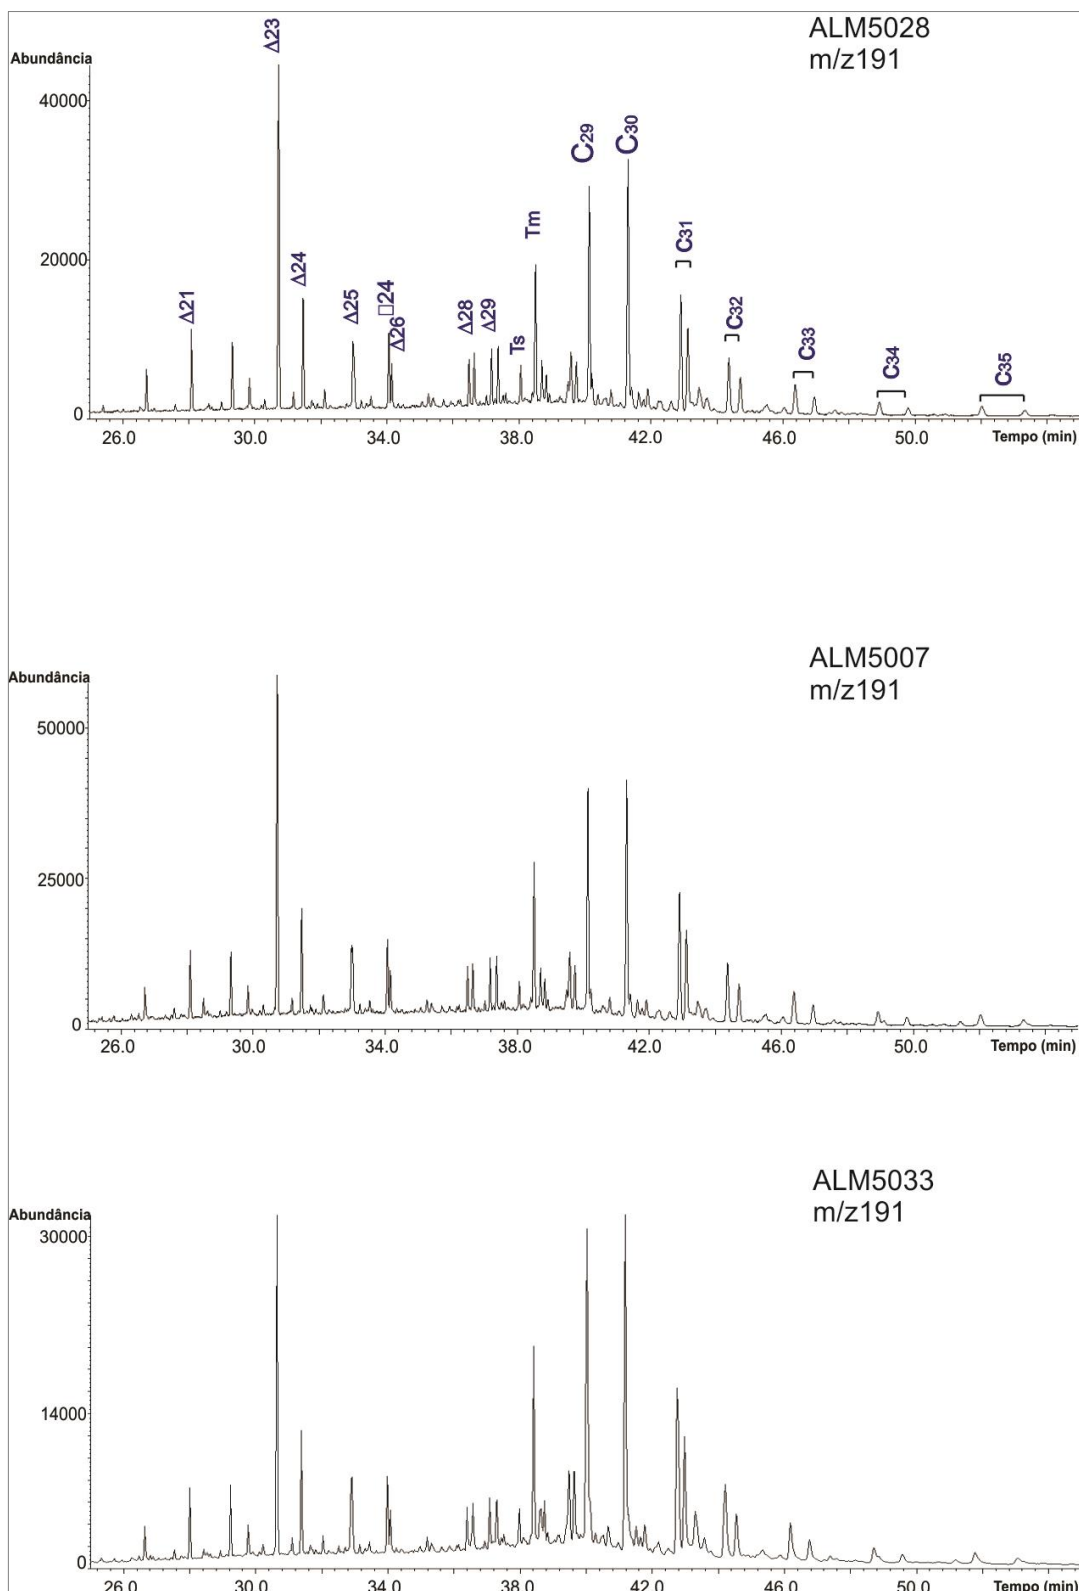 ALM5028
m/z191
Abundância
40000
20000
0
Δ21
Δ23
Δ24
Δ25
□24
Δ26
Δ28
Δ29
Ts
Tm
C29
C30
C31
C32
C33
C34
C35
26.0 30.0 34.0 38.0 42.0 46.0 50.0 Tempo (min)
ALM5007
m/z191
Abundância
50000
25000
0
26.0 30.0 34.0 38.0 42.0 46.0 50.0 Tempo (min)
ALM5033
m/z191
Abundância
30000
14000
0
26.0 30.0 34.0 38.0 42.0 46.0 50.0 Tempo (min)